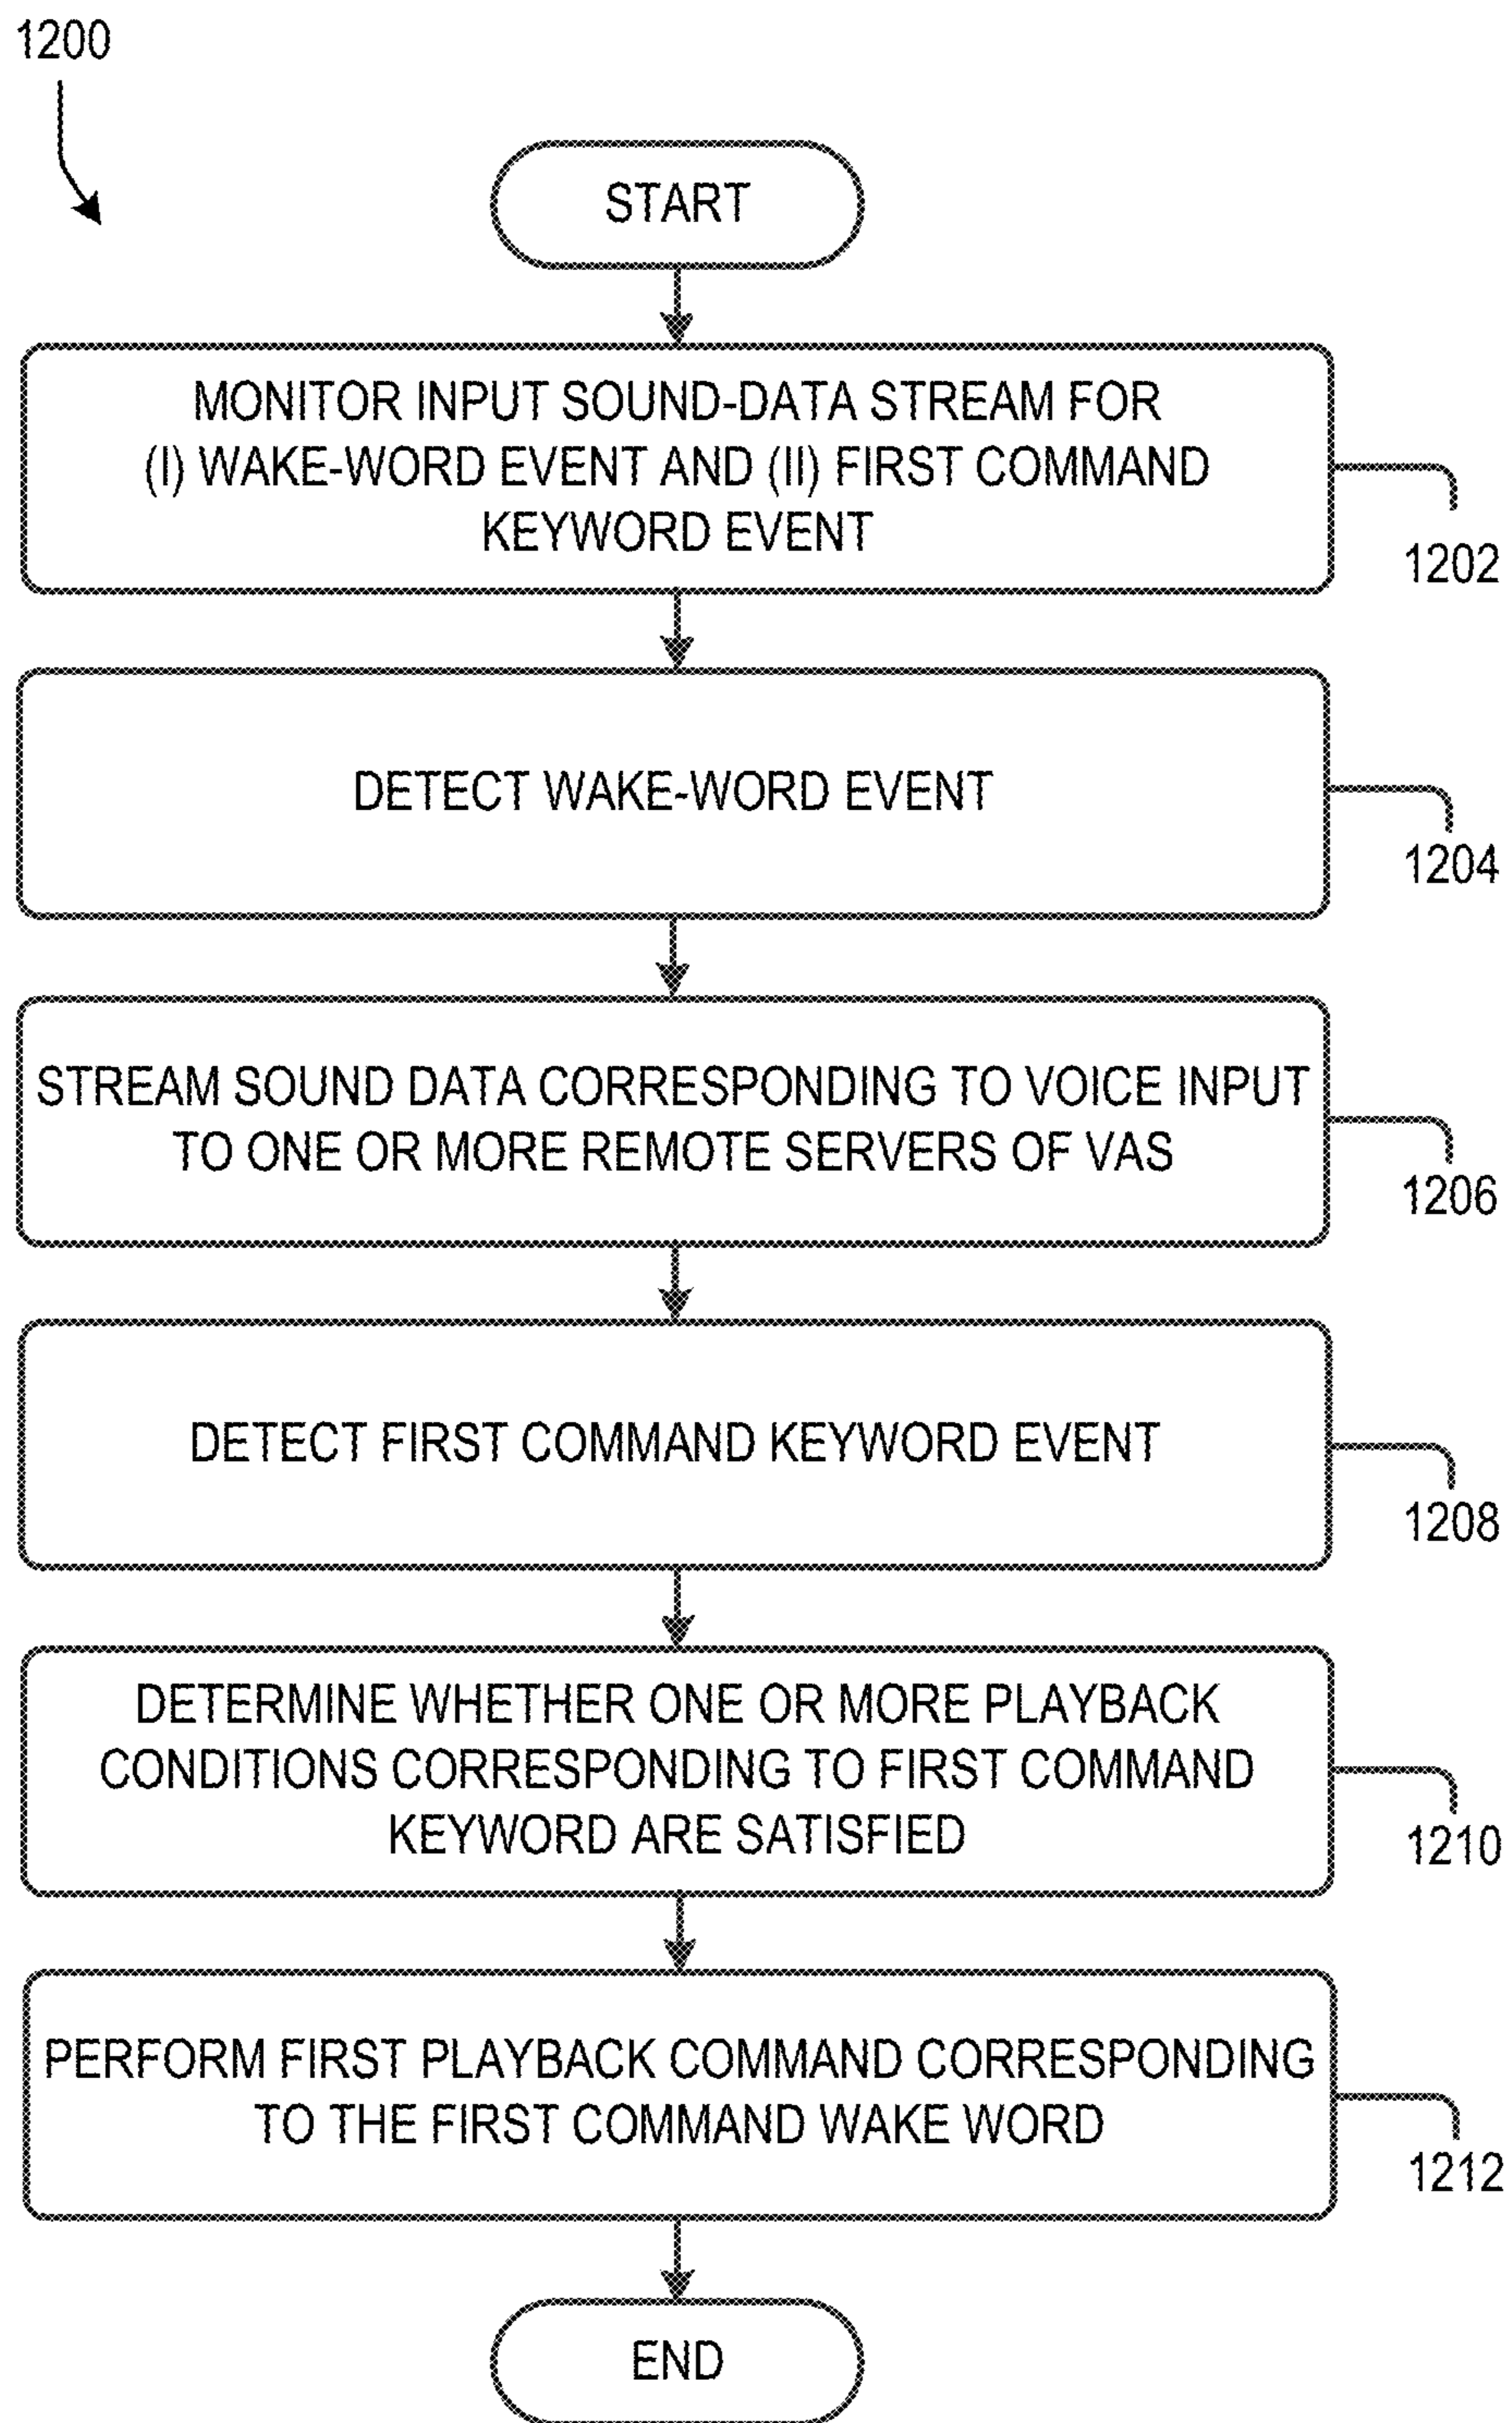 1200
START
MONITOR INPUT SOUND-DATA STREAM FOR
(I) WAKE-WORD EVENT AND (II) FIRST COMMAND
KEYWORD EVENT
1202
DETECT WAKE-WORD EVENT
1204
STREAM SOUND DATA CORRESPONDING TO VOICE INPUT
TO ONE OR MORE REMOTE SERVERS OF VAS
1206
DETECT FIRST COMMAND KEYWORD EVENT
1208
DETERMINE WHETHER ONE OR MORE PLAYBACK
CONDITIONS CORRESPONDING TO FIRST COMMAND
KEYWORD ARE SATISFIED
1210
PERFORM FIRST PLAYBACK COMMAND CORRESPONDING
TO THE FIRST COMMAND WAKE WORD
1212
END